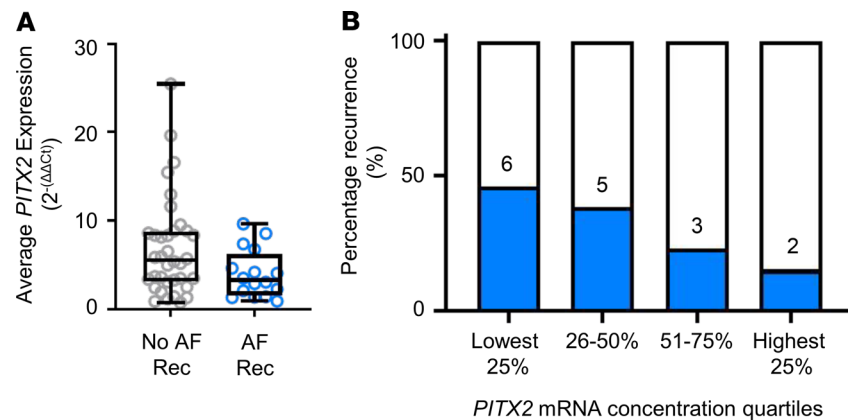 A
Average PITX2 Expression
(2-(ΔΔCt))
30
20
10
0
No AF
Rec
AF
Rec
B
Percentage recurrence
(%)
100
50
0
6
5
3
2
Lowest
25%
26-50%
51-75%
Highest
25%
PITX2 mRNA concentration quartiles